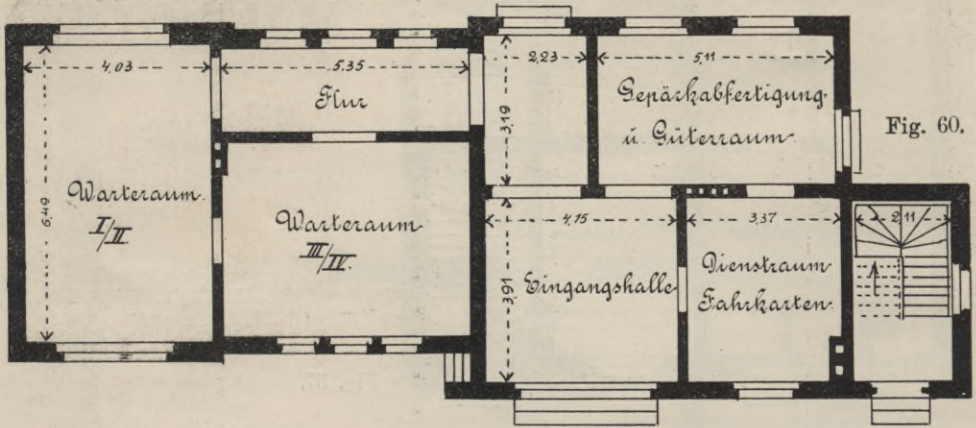 4,03
5,35
2,23
5,11
Flur
Gepäckabfertigung
u. Güterraum
3,19
Fig. 60.
6,49
Warteraum
I/II
Warteraum
III/IV.
4,15
3,37
2,11
3,91
Eingangshalle
Dienstraum
Fahrkarten